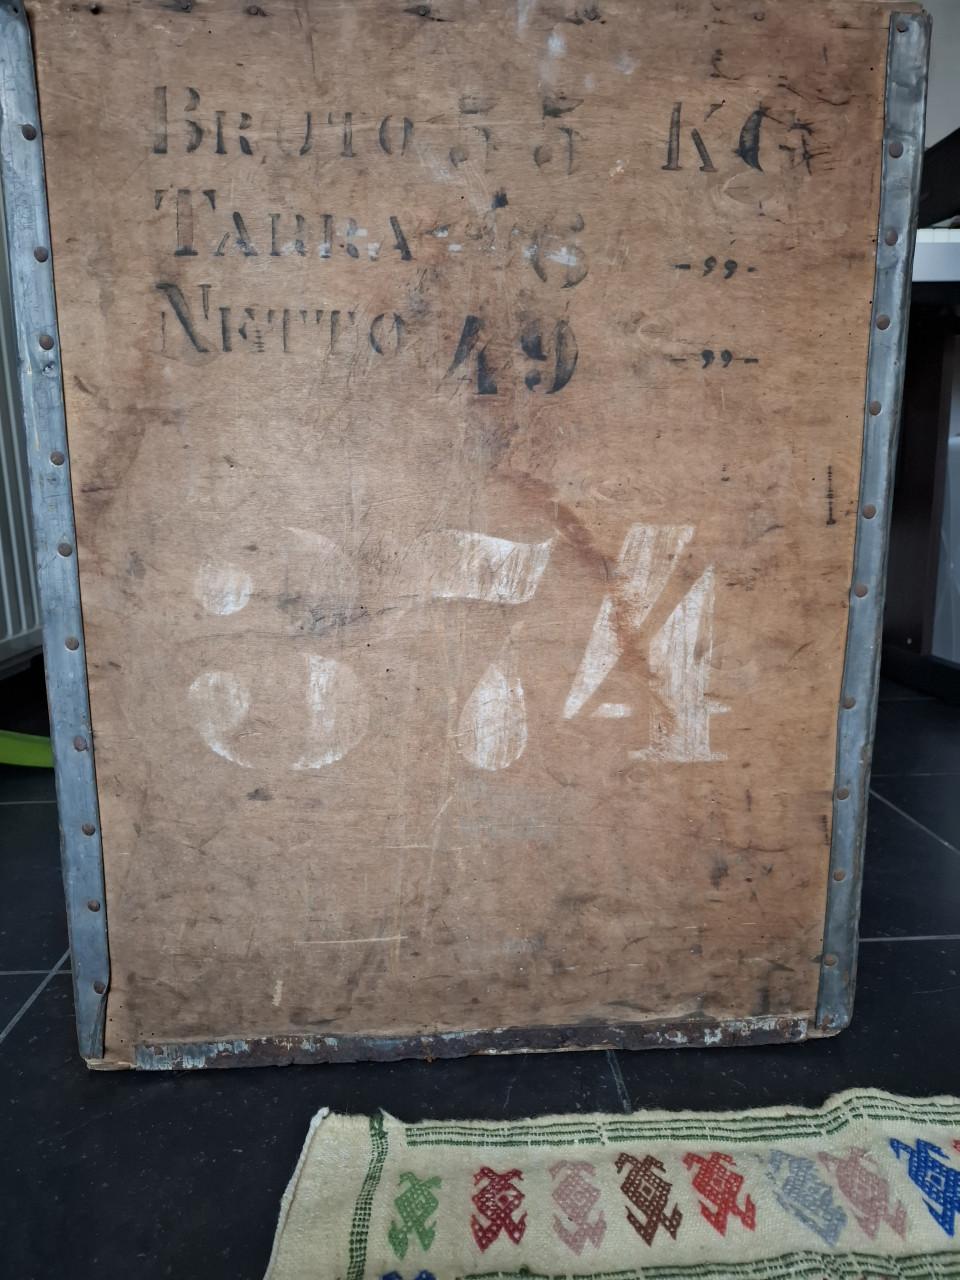 BRUTO 55 KG
TARRA 6 -,,-
NETTO 49 -,,-
374